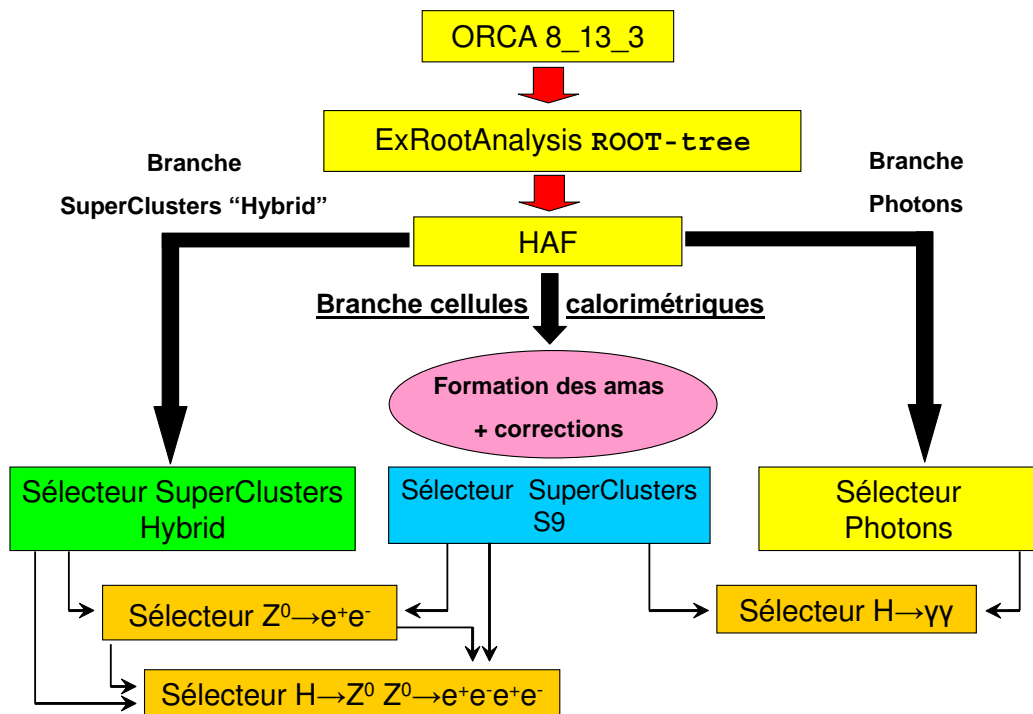 ORCA 8_13_3
ExRootAnalysis ROOT-tree
Branche
SuperClusters “Hybrid”
Branche
Photons
HAF
Branche cellules calorimétriques
Formation des amas
+ corrections
Sélecteur SuperClusters
Hybrid
Sélecteur SuperClusters
S9
Sélecteur
Photons
Sélecteur Z⁰→e⁺e⁻
Sélecteur H→γγ
Sélecteur H→Z⁰ Z⁰→e⁺e⁻e⁺e⁻